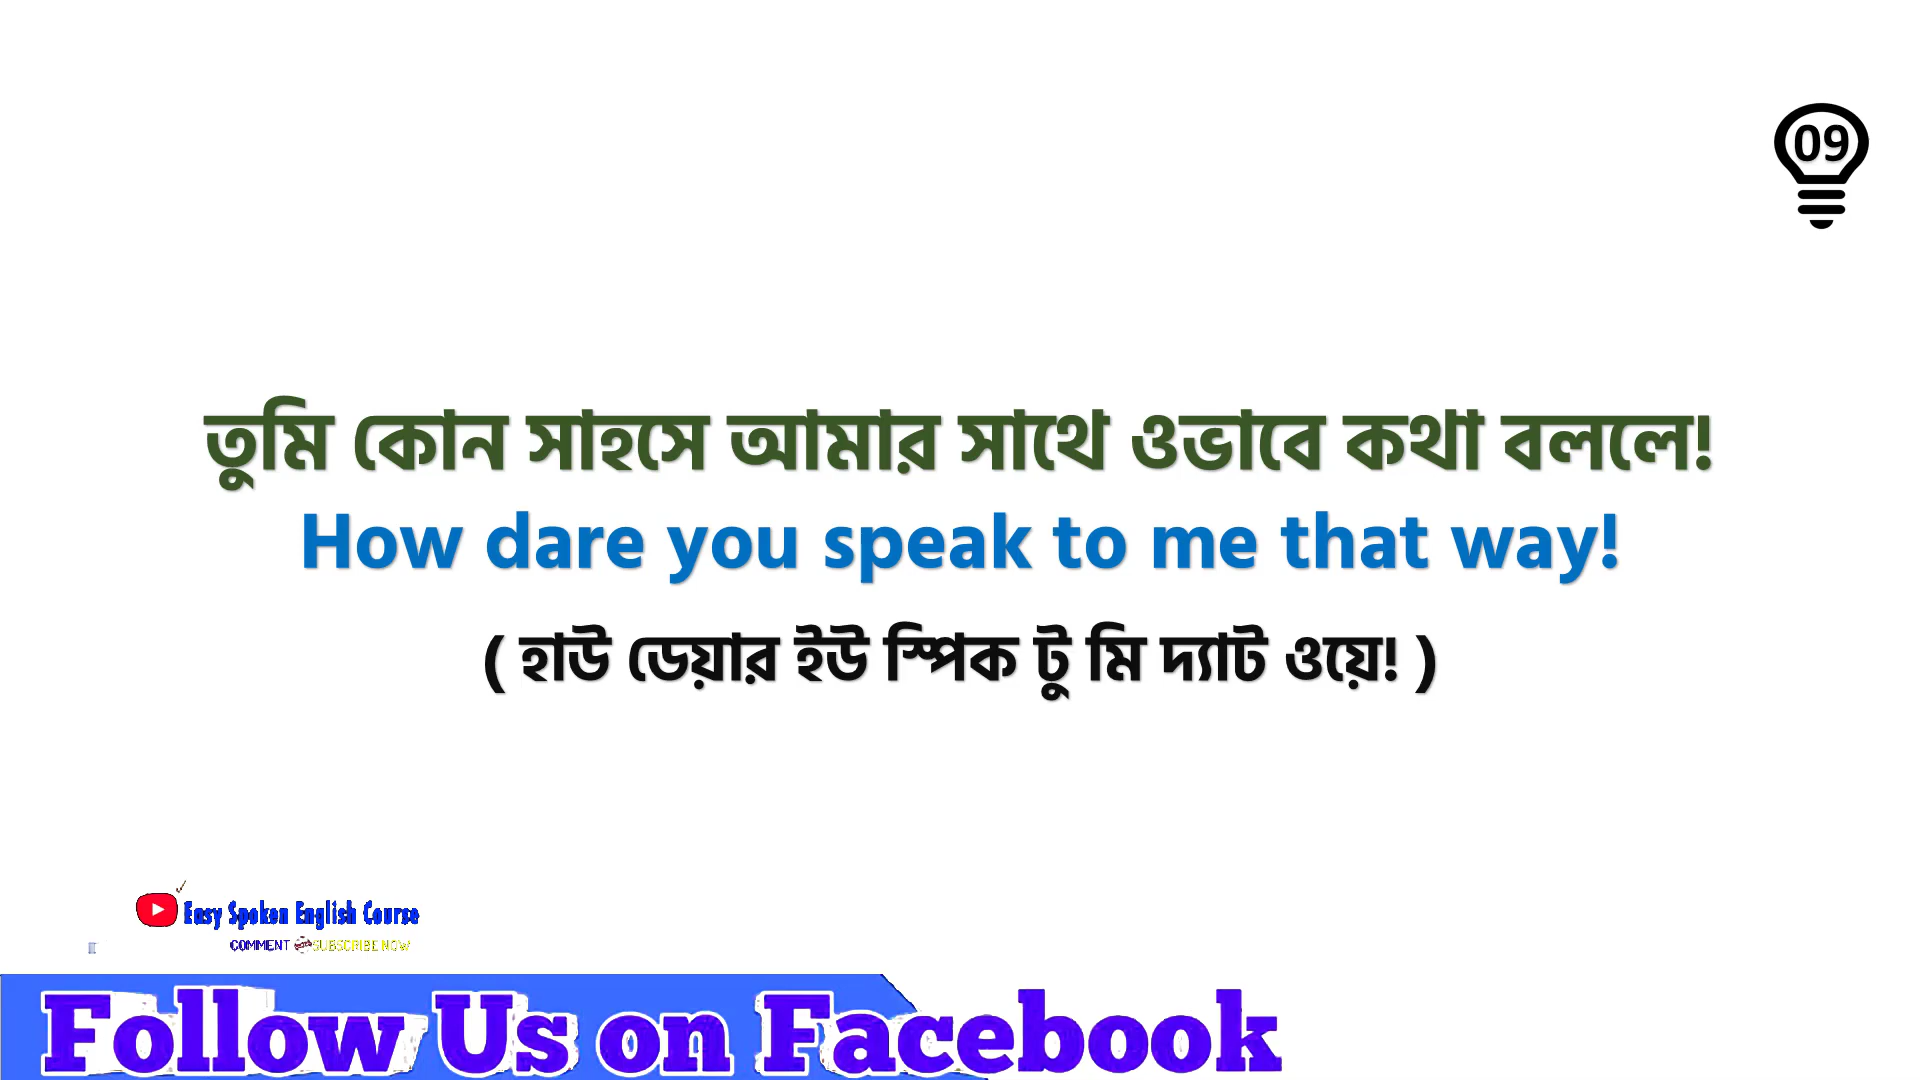 09
তুমি কোন সাহসে আমার সাথে ওভাবে কথা বললে!
How dare you speak to me that way!
( হাউ ডেয়ার ইউ স্পিক টু মি দ্যাট ওয়ে! )
Easy Spoken English Course
COMMENT SUBSCRIBE NOW
Follow Us on Facebook